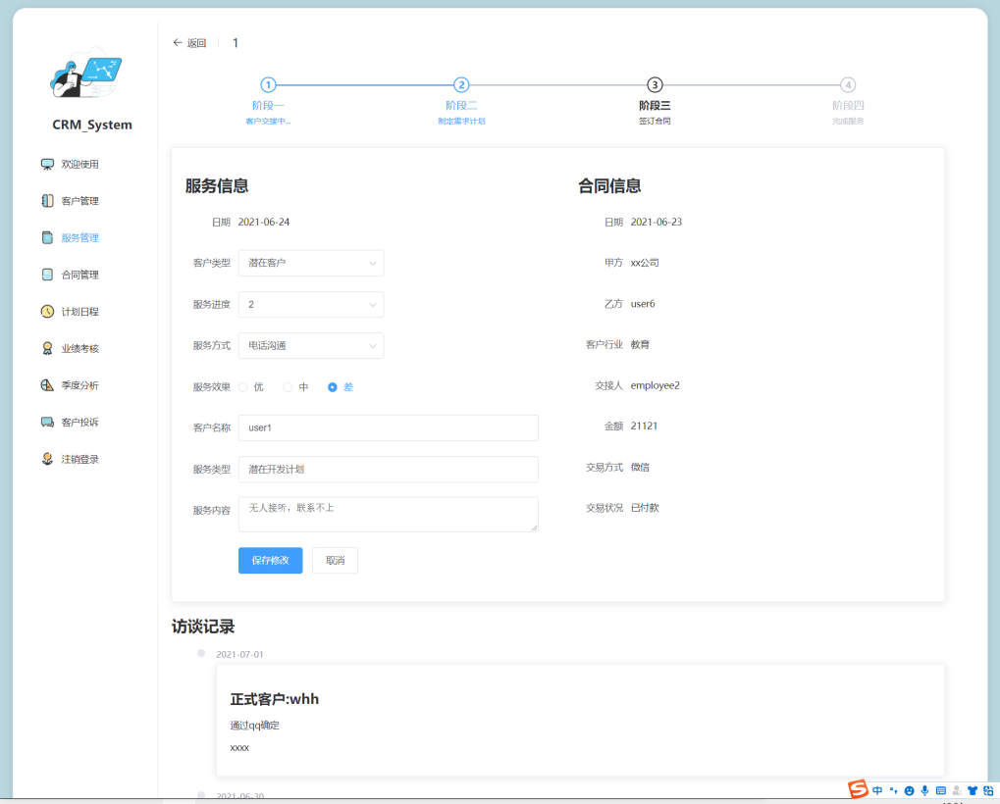 CRM_System
欢迎使用
客户管理
服务管理
合同管理
计划日程
业绩考核
季度分析
客户投诉
注销登录
返回 1
1 2 3 4
阶段一 阶段二 阶段三 阶段四
客户交接中... 制定需求计划 签订合同 完成服务
服务信息
日期 2021-06-24
客户类型 潜在客户
服务进度 2
服务方式 电话沟通
服务效果 优 中 差
客户名称 user1
服务类型 潜在开发计划
服务内容 无人接听，联系不上
保存修改 取消
合同信息
日期 2021-06-23
甲方 xx公司
乙方 user6
客户行业 教育
交接人 employee2
金额 21121
交易方式 微信
交易状况 已付款
访谈记录
2021-07-01
正式客户:whh
通过qq确定
xxxx
2021-06-30
中